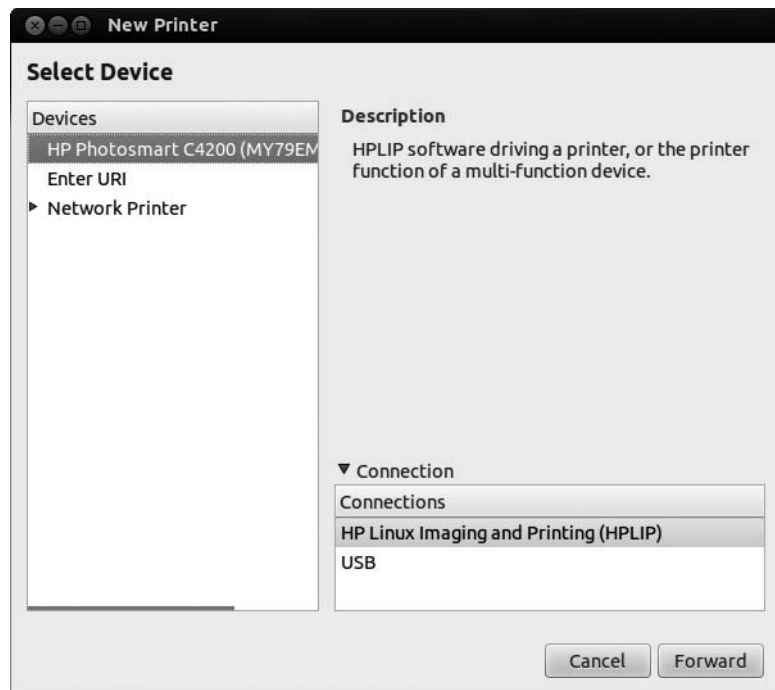 New Printer
Select Device
Devices
HP Photosmart C4200 (MY79EM
Enter URI
Network Printer
Description
HPLIP software driving a printer, or the printer
function of a multi-function device.
Connection
Connections
HP Linux Imaging and Printing (HPLIP)
USB
Cancel
Forward